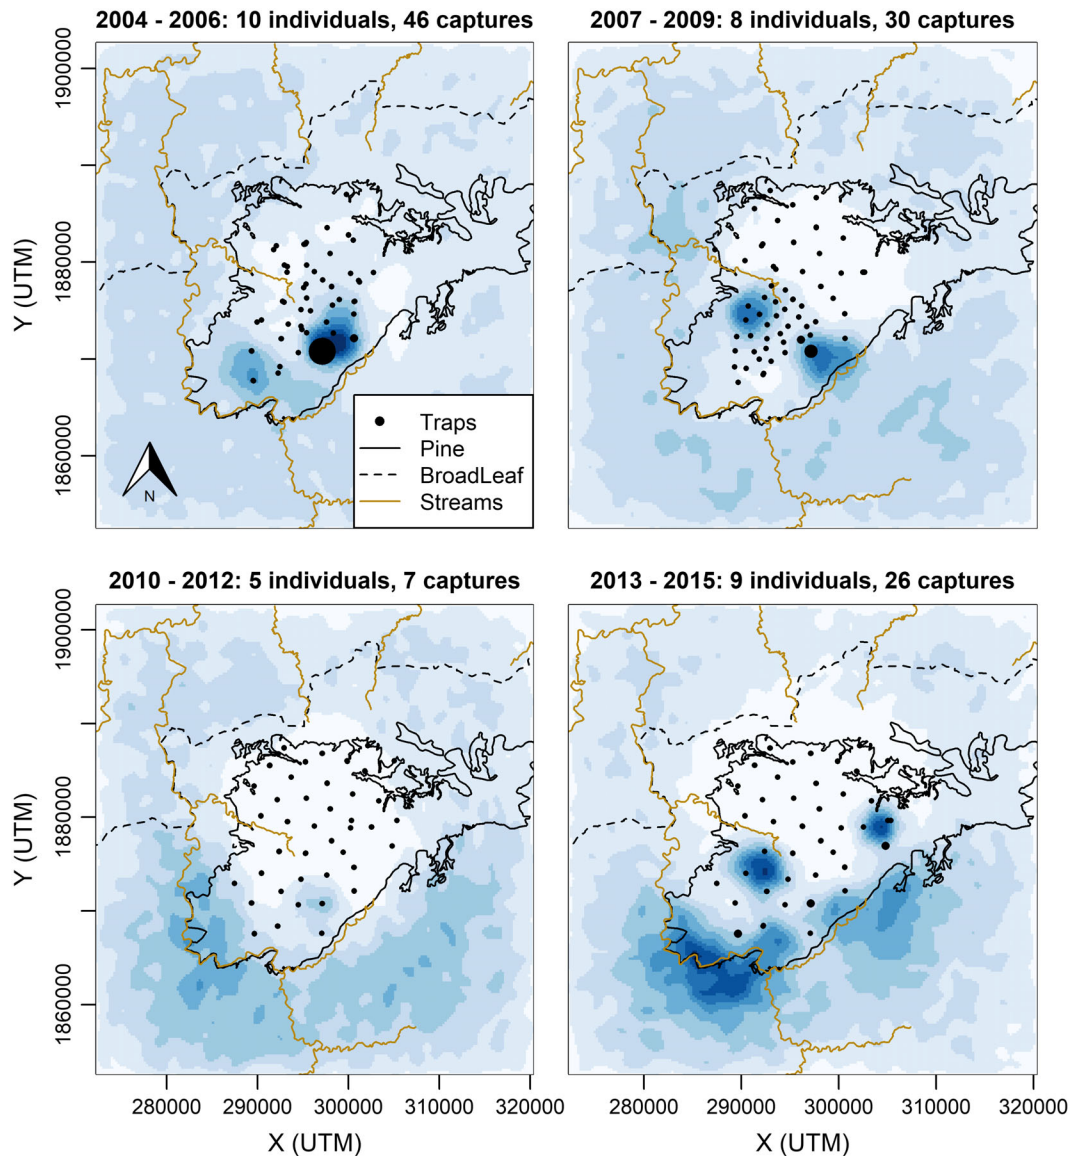 2004 - 2006: 10 individuals, 46 captures
2007 - 2009: 8 individuals, 30 captures
1900000
1880000
1860000
Y (UTM)
N
Traps
Pine
BroadLeaf
Streams
2010 - 2012: 5 individuals, 7 captures
2013 - 2015: 9 individuals, 26 captures
1900000
1880000
1860000
Y (UTM)
280000 290000 300000 310000 320000
280000 290000 300000 310000 320000
X (UTM)
X (UTM)